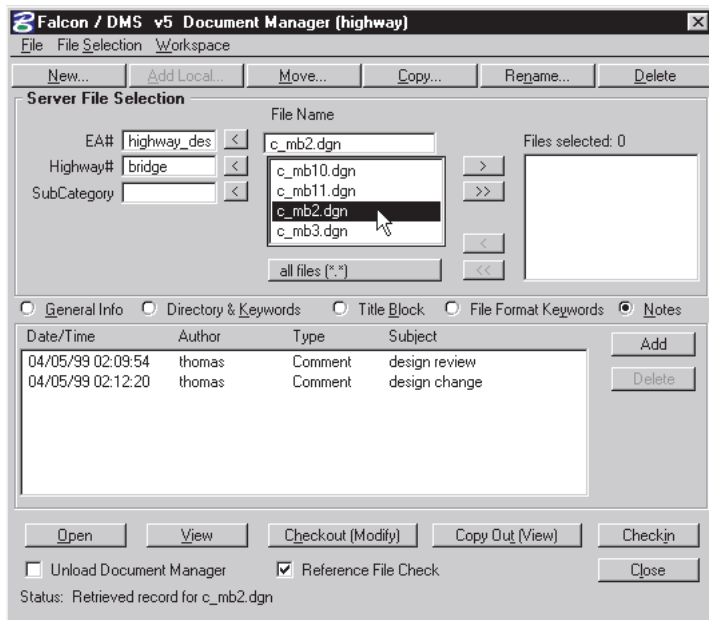 Falcon / DMS v5 Document Manager (highway)
File File Selection Workspace
New... Add Local... Move... Copy... Rename... Delete
Server File Selection
File Name
EA# highway_des < c_mb2.dgn Files selected: 0
Highway# bridge < c_mb10.dgn >
SubCategory < c_mb11.dgn >>
c_mb2.dgn
c_mb3.dgn <
all files (*.*) <<
General Info Directory & Keywords Title Block File Format Keywords Notes
Date/Time Author Type Subject Add
04/05/99 02:09:54 thomas Comment design review
04/05/99 02:12:20 thomas Comment design change Delete
Open View Checkout (Modify) Copy Out (View) Checkin
Unload Document Manager Reference File Check Close
Status: Retrieved record for c_mb2.dgn